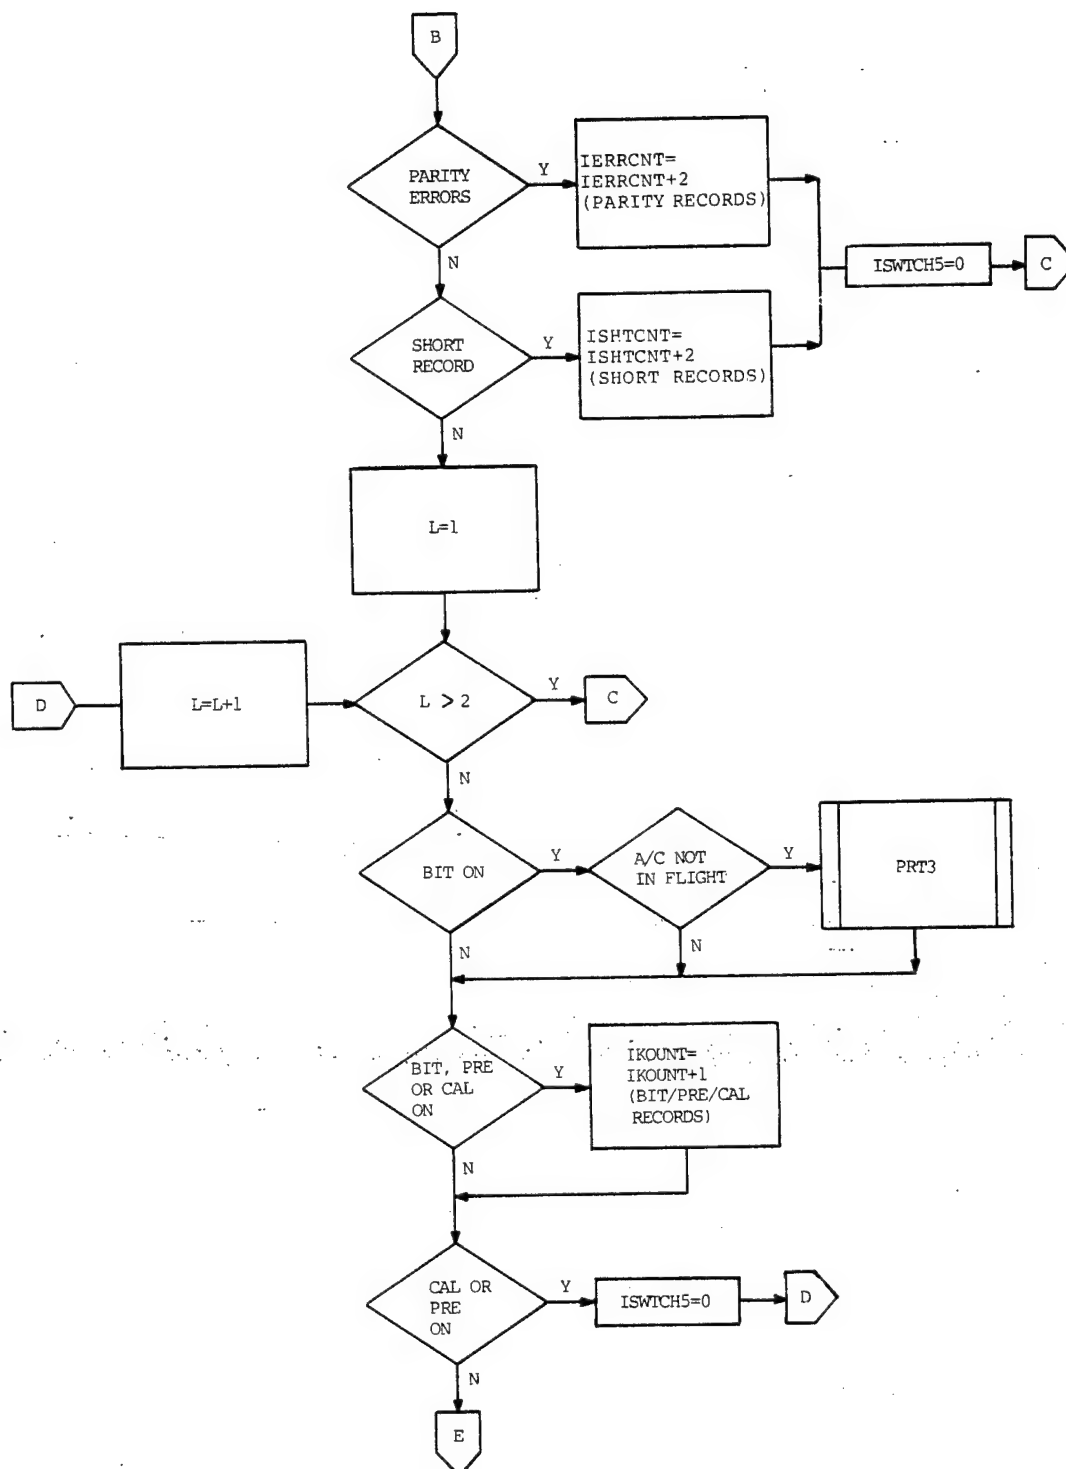 B
PARITY
ERRORS
Y
IERRCNT=
IERRCNT+2
(PARITY RECORDS)
N
ISWTCH5=0
C
SHORT
RECORD
Y
ISHTCNT=
ISHTCNT+2
(SHORT RECORDS)
N
L=1
D
L=L+1
L > 2
Y
C
N
BIT ON
Y
A/C NOT
IN FLIGHT
Y
PRT3
N
N
BIT, PRE
OR CAL
ON
Y
IKOUNT=
IKOUNT+1
(BIT/PRE/CAL
RECORDS)
N
CAL OR
PRE
ON
Y
ISWTCH5=0
D
N
E